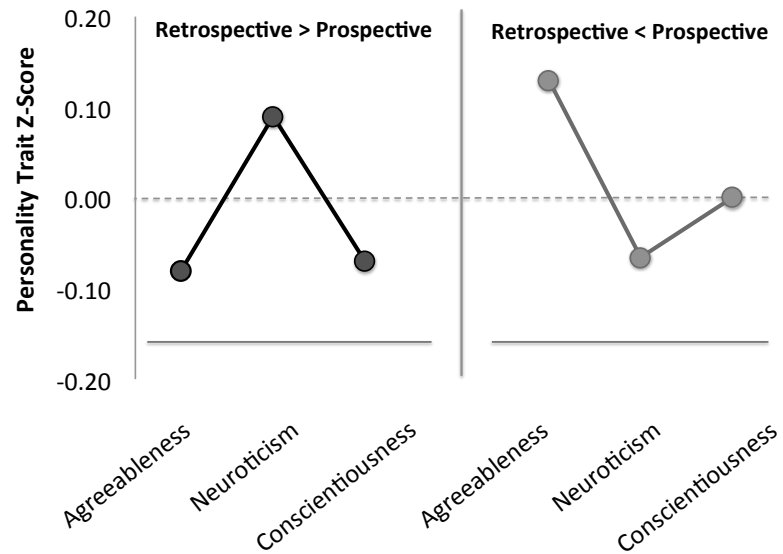 Retrospective > Prospective
Retrospective < Prospective
Personality Trait Z-Score
0.20
0.10
0.00
-0.10
-0.20
Agreeableness
Neuroticism
Conscientiousness
Agreeableness
Neuroticism
Conscientiousness